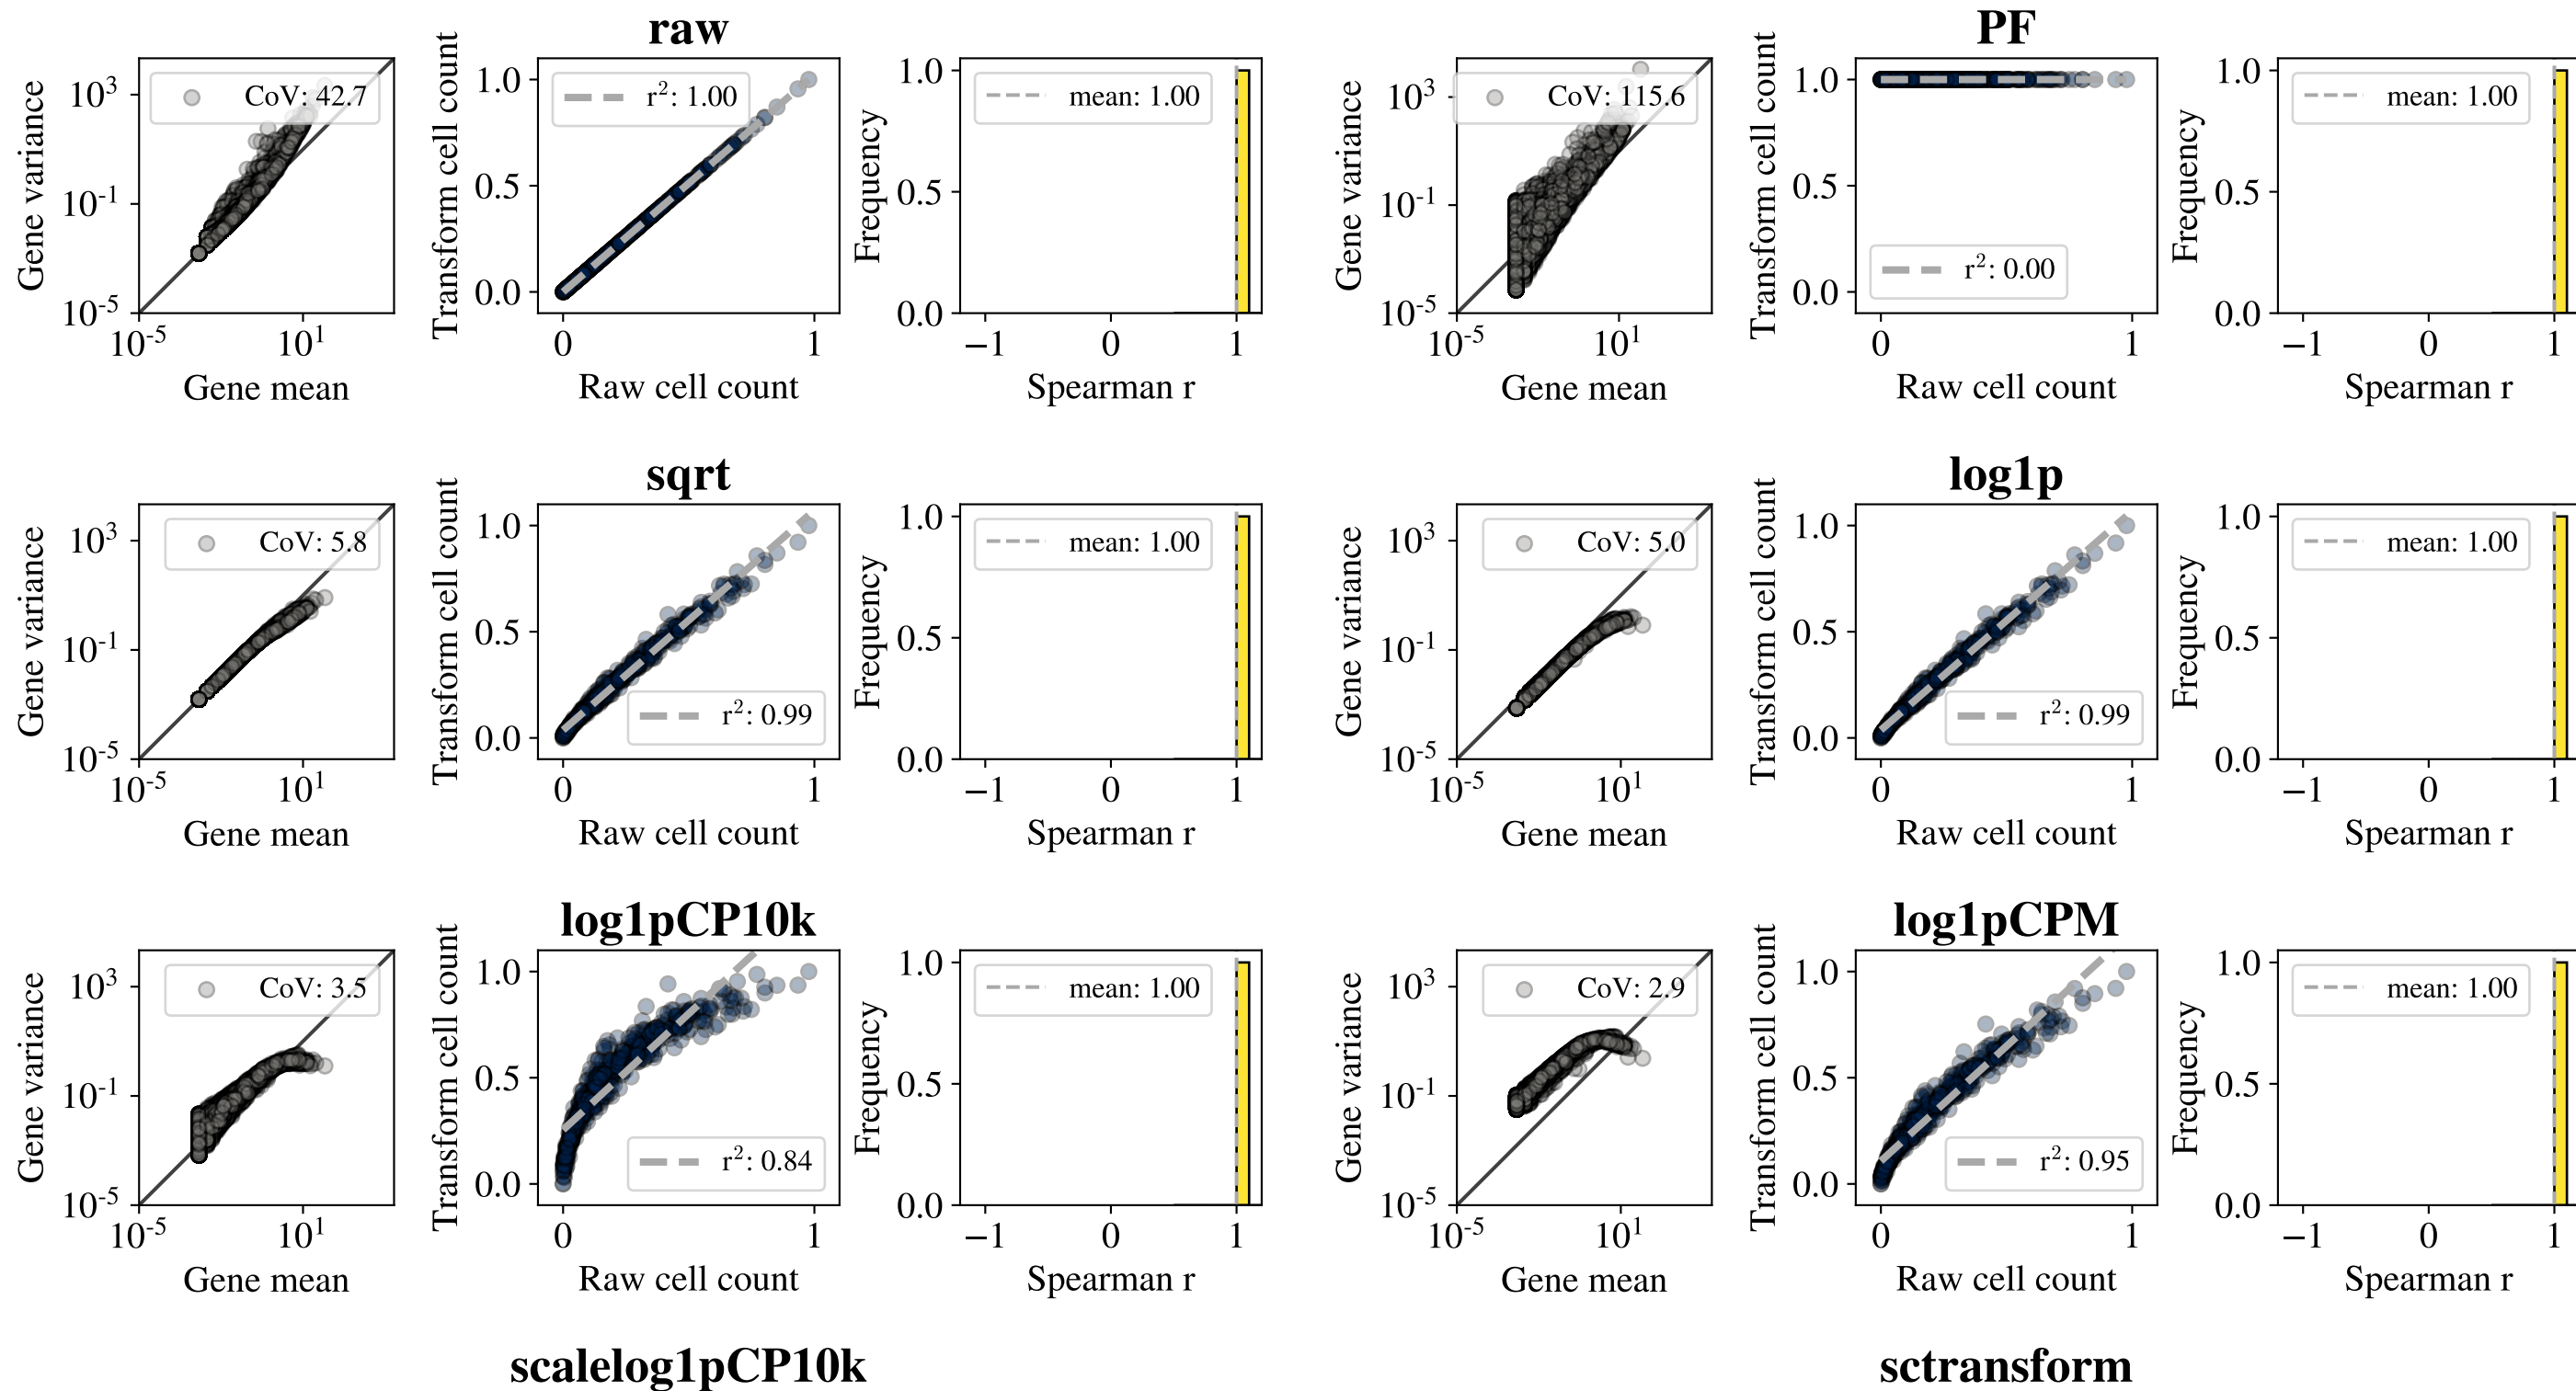 raw
Gene variance
10³
10⁻¹
10⁻⁵
CoV: 42.7
10⁻⁵
10¹
Gene mean
Transform cell count
1.0
0.5
0.0
r²: 1.00
0
1
Raw cell count
Frequency
1.0
0.5
0.0
mean: 1.00
−1
0
1
Spearman r
PF
Gene variance
10³
10⁻¹
10⁻⁵
CoV: 115.6
10⁻⁵
10¹
Gene mean
Transform cell count
1.0
0.5
0.0
r²: 0.00
0
1
Raw cell count
Frequency
1.0
0.5
0.0
mean: 1.00
−1
0
1
Spearman r
sqrt
Gene variance
10³
10⁻¹
10⁻⁵
CoV: 5.8
10⁻⁵
10¹
Gene mean
Transform cell count
1.0
0.5
0.0
r²: 0.99
0
1
Raw cell count
Frequency
1.0
0.5
0.0
mean: 1.00
−1
0
1
Spearman r
log1p
Gene variance
10³
10⁻¹
10⁻⁵
CoV: 5.0
10⁻⁵
10¹
Gene mean
Transform cell count
1.0
0.5
0.0
r²: 0.99
0
1
Raw cell count
Frequency
1.0
0.5
0.0
mean: 1.00
−1
0
1
Spearman r
log1pCP10k
Gene variance
10³
10⁻¹
10⁻⁵
CoV: 3.5
10⁻⁵
10¹
Gene mean
Transform cell count
1.0
0.5
0.0
r²: 0.84
0
1
Raw cell count
Frequency
1.0
0.5
0.0
mean: 1.00
−1
0
1
Spearman r
log1pCPM
Gene variance
10³
10⁻¹
10⁻⁵
CoV: 2.9
10⁻⁵
10¹
Gene mean
Transform cell count
1.0
0.5
0.0
r²: 0.95
0
1
Raw cell count
Frequency
1.0
0.5
0.0
mean: 1.00
−1
0
1
Spearman r
scalelog1pCP10k
sctransform